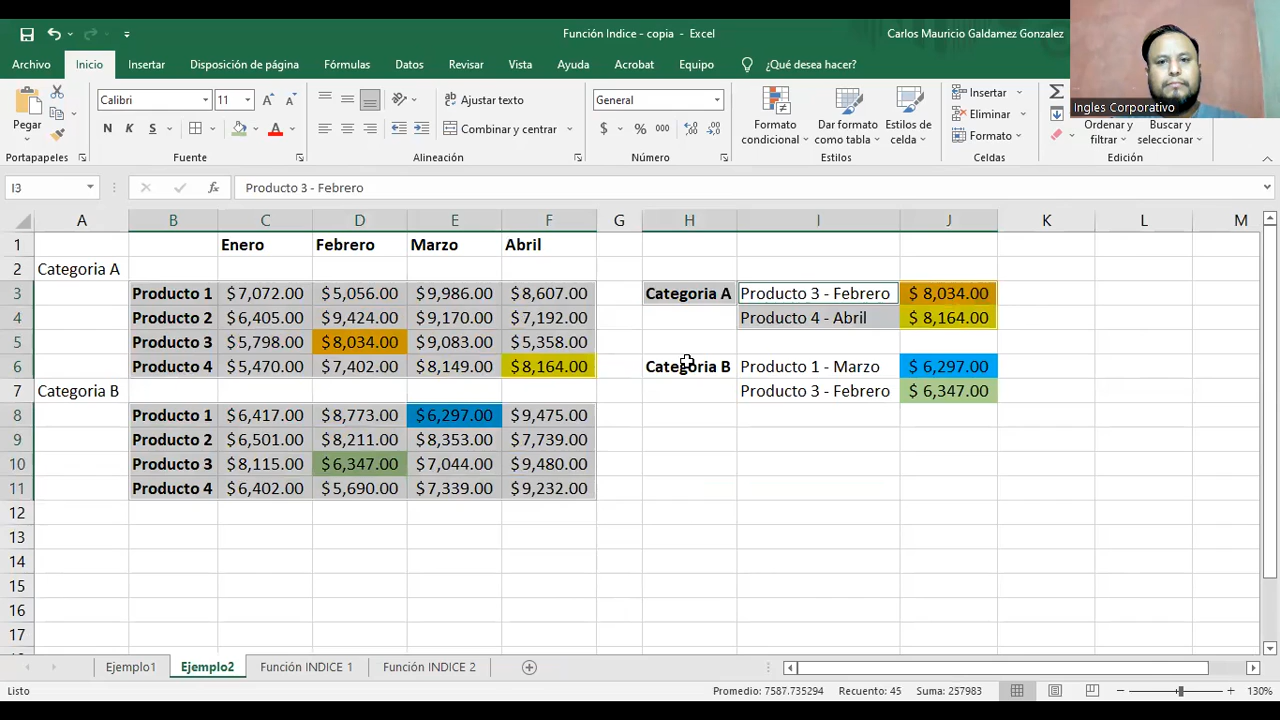 Función Indice - copia - Excel
Carlos Mauricio Galdamez Gonzalez
Archivo Inicio Insertar Disposición de página Fórmulas Datos Revisar Vista Ayuda Acrobat Equipo ¿Qué desea hacer?
Ingles Corporativo
Pegar
Calibri 11
N K S
Ajustar texto
Combinar y centrar
General
$ % 000
Formato condicional
Dar formato como tabla
Estilos de celda
Insertar
Eliminar
Formato
Ordenar y filtrar
Buscar y seleccionar
Portapapeles Fuente Alineación Número Estilos Celdas Edición
I3 fx Producto 3 - Febrero
A B C D E F G H I J K L M
1 Enero Febrero Marzo Abril
2 Categoria A
3 Producto 1 $ 7,072.00 $ 5,056.00 $ 9,986.00 $ 8,607.00 Categoria A Producto 3 - Febrero $ 8,034.00
4 Producto 2 $ 6,405.00 $ 9,424.00 $ 9,170.00 $ 7,192.00 Producto 4 - Abril $ 8,164.00
5 Producto 3 $ 5,798.00 $ 8,034.00 $ 9,083.00 $ 5,358.00
6 Producto 4 $ 5,470.00 $ 7,402.00 $ 8,149.00 $ 8,164.00 Categoria B Producto 1 - Marzo $ 6,297.00
7 Categoria B Producto 3 - Febrero $ 6,347.00
8 Producto 1 $ 6,417.00 $ 8,773.00 $ 6,297.00 $ 9,475.00
9 Producto 2 $ 6,501.00 $ 8,211.00 $ 8,353.00 $ 7,739.00
10 Producto 3 $ 8,115.00 $ 6,347.00 $ 7,044.00 $ 9,480.00
11 Producto 4 $ 6,402.00 $ 5,690.00 $ 7,339.00 $ 9,232.00
12
13
14
15
16
17
Ejemplo1 Ejemplo2 Función INDICE 1 Función INDICE 2
Listo Promedio: 7587.735294 Recuento: 45 Suma: 257983 130%